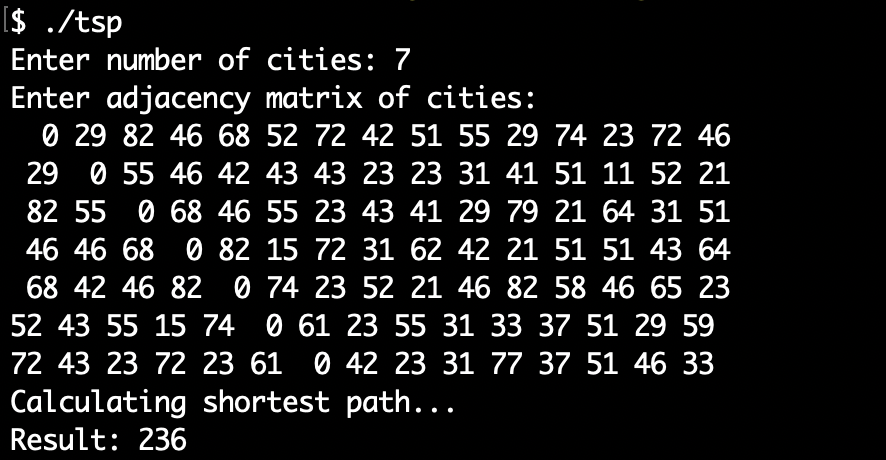 $ ./tsp
Enter number of cities: 7
Enter adjacency matrix of cities:
0 29 82 46 68 52 72 42 51 55 29 74 23 72 46
29 0 55 46 42 43 43 23 23 31 41 51 11 52 21
82 55 0 68 46 55 23 43 41 29 79 21 64 31 51
46 46 68 0 82 15 72 31 62 42 21 51 51 43 64
68 42 46 82 0 74 23 52 21 46 82 58 46 65 23
52 43 55 15 74 0 61 23 55 31 33 37 51 29 59
72 43 23 72 23 61 0 42 23 31 77 37 51 46 33
Calculating shortest path...
Result: 236